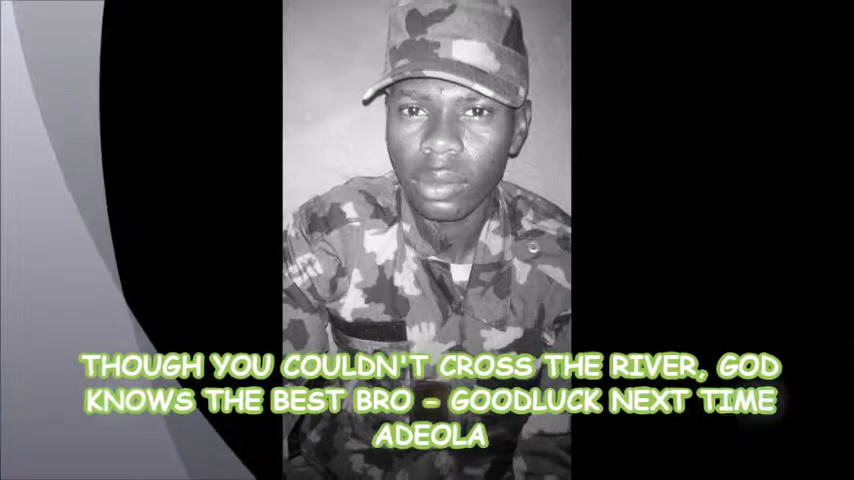 THOUGH YOU COULDN'T CROSS THE RIVER, GOD
KNOWS THE BEST BRO - GOODLUCK NEXT TIME
ADEOLA